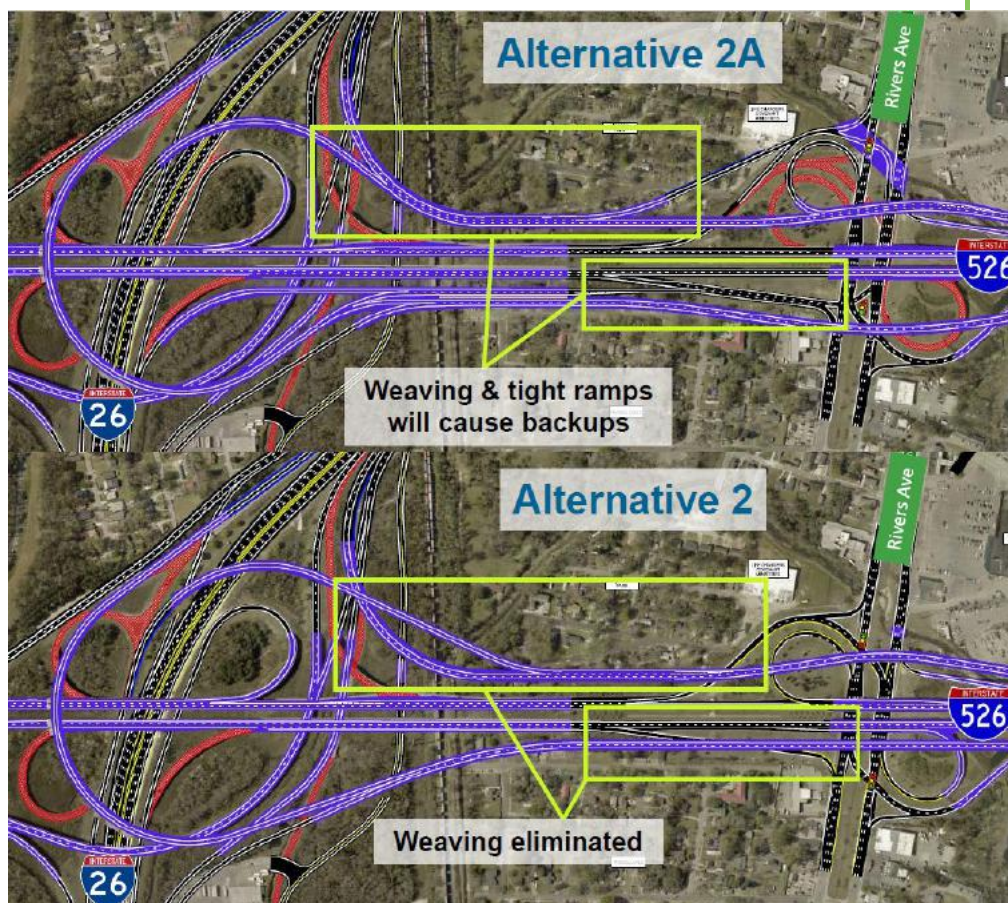 Alternative 2A
Rivers Ave
INTERSTATE
526
Weaving & tight ramps
will cause backups
INTERSTATE
26
Alternative 2
Rivers Ave
INTERSTATE
526
Weaving eliminated
INTERSTATE
26